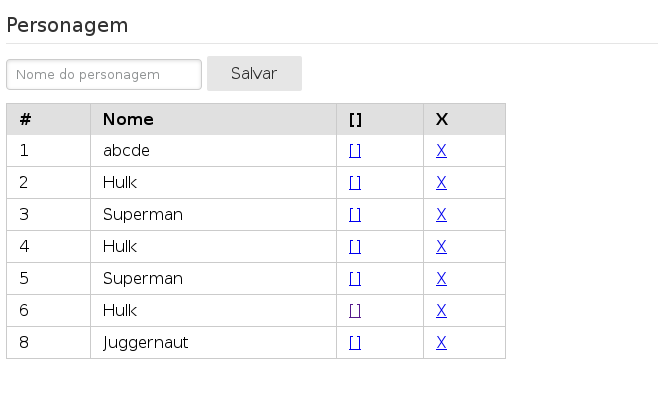 Personagem
Nome do personagem Salvar
# Nome [] X
1 abcde [] X
2 Hulk [] X
3 Superman [] X
4 Hulk [] X
5 Superman [] X
6 Hulk [] X
8 Juggernaut [] X